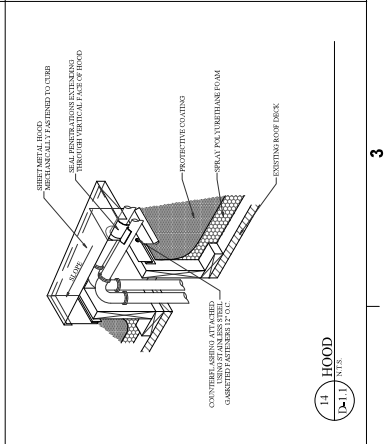 SHEET METAL HOOD
MECHANICALLY FASTENED TO CURB
SEAL PENETRATIONS EXTENDING
THROUGH VERTICAL FACE OF HOOD
SLOPE
PROTECTIVE COATING
SPRAY POLYURETHANE FOAM
EXISTING ROOF DECK
COUNTERFLASHING ATTACHED
USING STAINLESS STEEL
GASKETED FASTENERS 12" O.C.
14 HOOD
D-1.1 N.T.S.
3